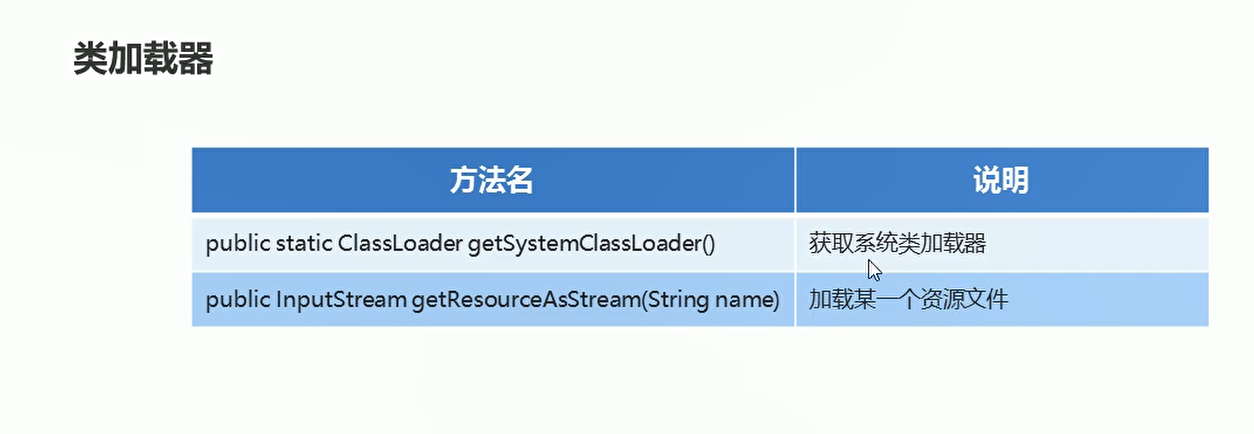 类加载器
方法名 说明
public static ClassLoader getSystemClassLoader() 获取系统类加载器
public InputStream getResourceAsStream(String name) 加载某一个资源文件